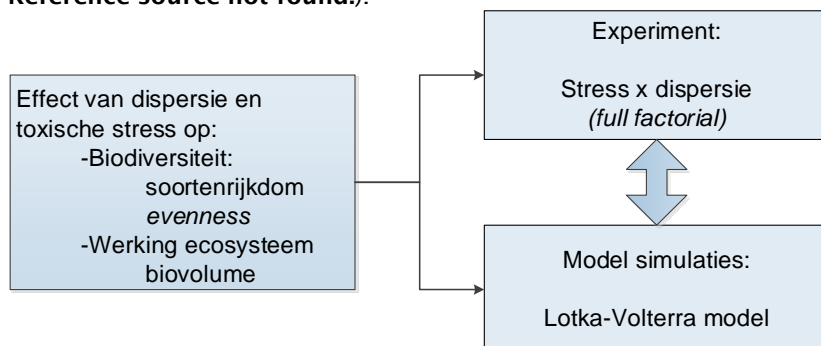 Reference source not found.).
Effect van dispersie en
toxische stress op:
-Biodiversiteit:
soortenrijkdom
evenness
-Werking ecosysteem
biovolume
Experiment:
Stress x dispersie
(full factorial)
Model simulaties:
Lotka-Volterra model